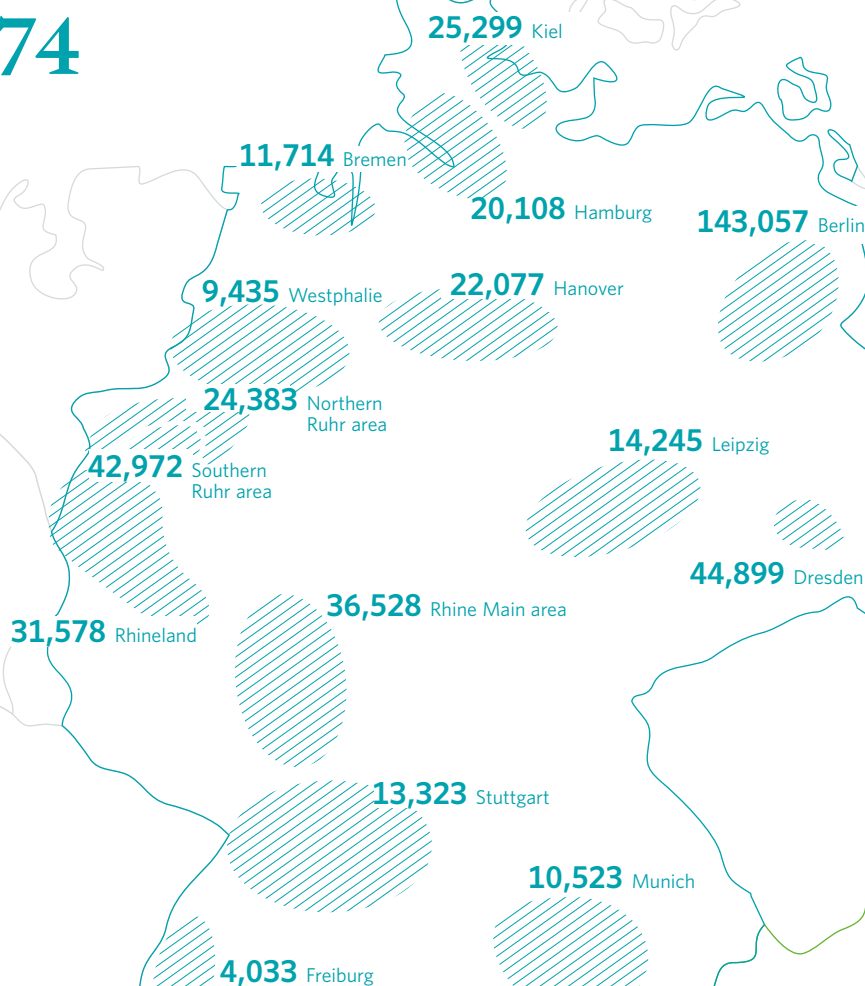 74
25,299 Kiel
11,714 Bremen
20,108 Hamburg
143,057 Berlin
9,435 Westphalie
22,077 Hanover
24,383 Northern
Ruhr area
14,245 Leipzig
42,972 Southern
Ruhr area
44,899 Dresden
36,528 Rhine Main area
31,578 Rhineland
13,323 Stuttgart
10,523 Munich
4,033 Freiburg